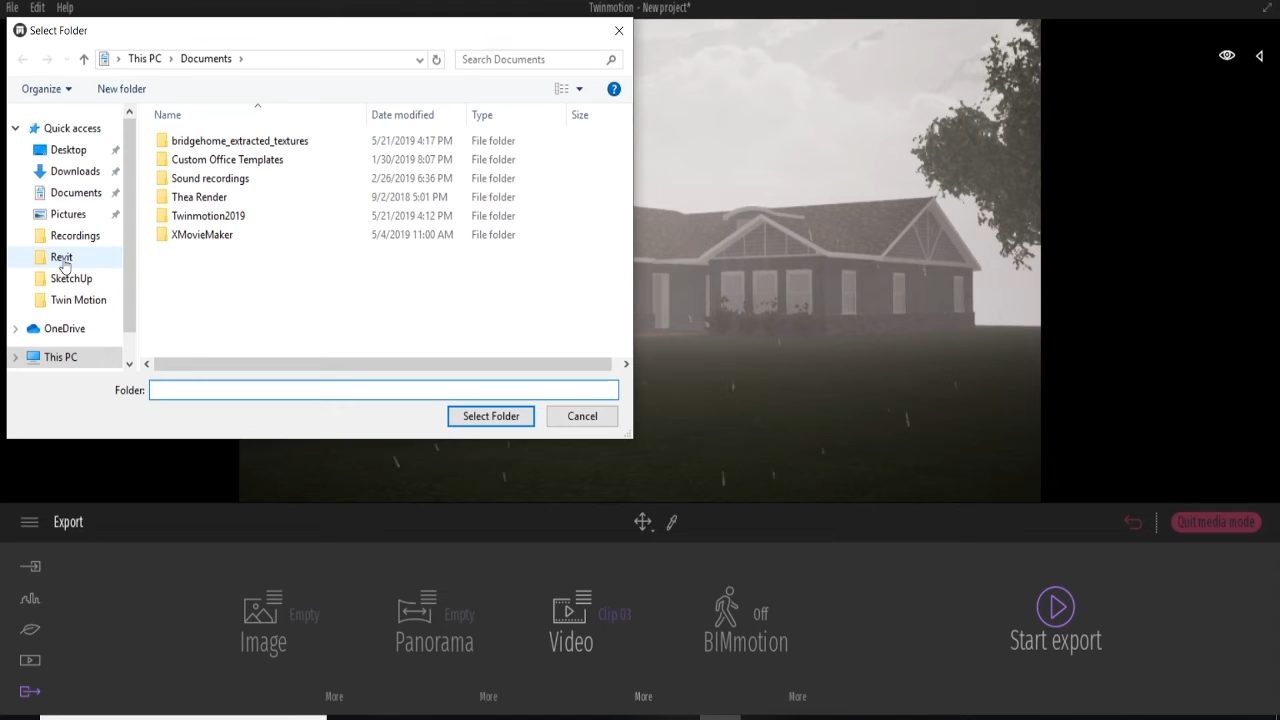 File Edit Help
Twinmotion - New project*
Select Folder
This PC > Documents >
Search Documents
Organize
New folder
Name Date modified Type Size
Quick access
Desktop
Downloads
Documents
Pictures
Recordings
Revit
SketchUp
Twin Motion
OneDrive
This PC
bridgehome_extracted_textures 5/21/2019 4:17 PM File folder
Custom Office Templates 1/30/2019 8:07 PM File folder
Sound recordings 2/26/2019 6:36 PM File folder
Thea Render 9/2/2018 5:01 PM File folder
Twinmotion2019 5/21/2019 4:12 PM File folder
XMovieMaker 5/4/2019 11:00 AM File folder
Folder:
Select Folder
Cancel
Export
Quit media mode
Empty
Image
More
Empty
Panorama
More
Clip 03
Video
More
Off
BIMmotion
More
Start export